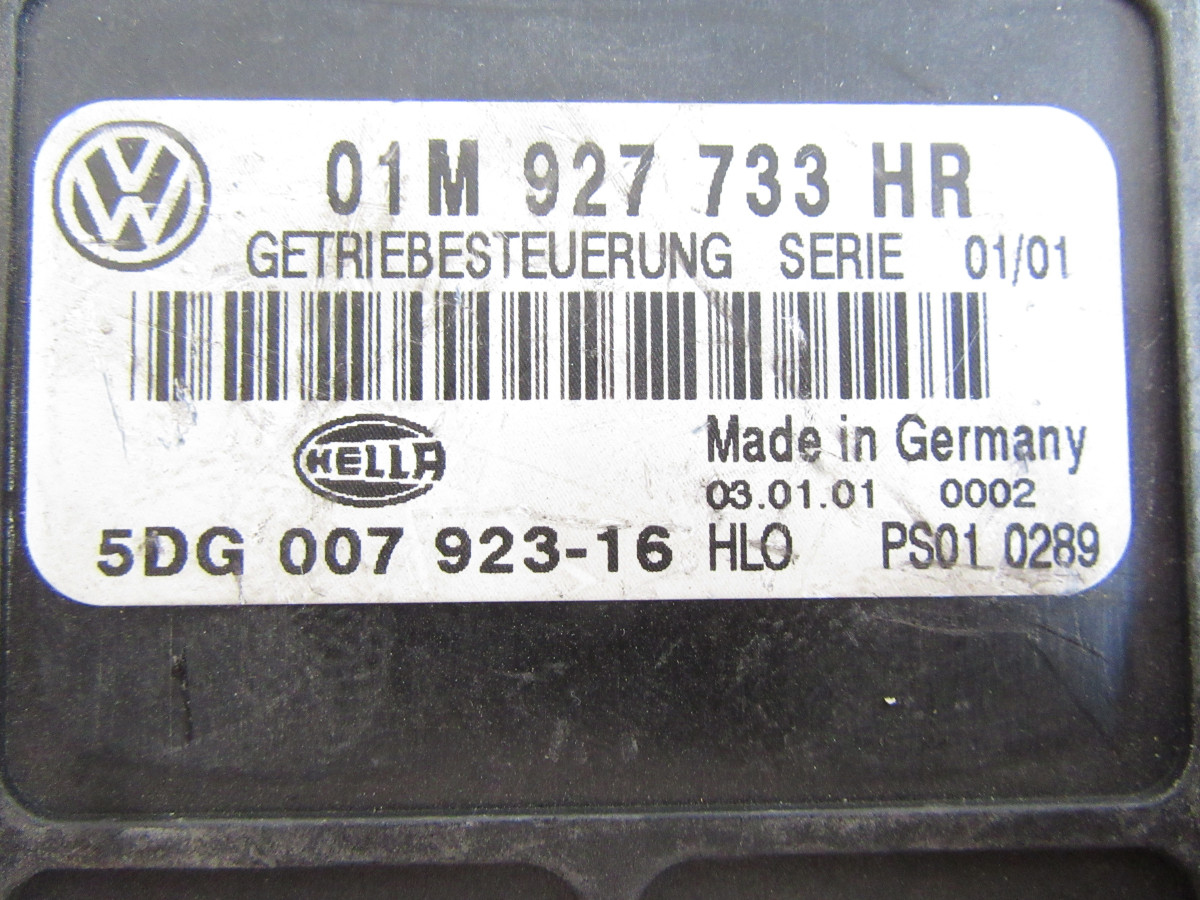 VW
01M 927 733 HR
GETRIEBESTEUERUNG SERIE 01/01
HELLA
Made in Germany
03.01.01 0002
5DG 007 923-16 HLO PS01 0289